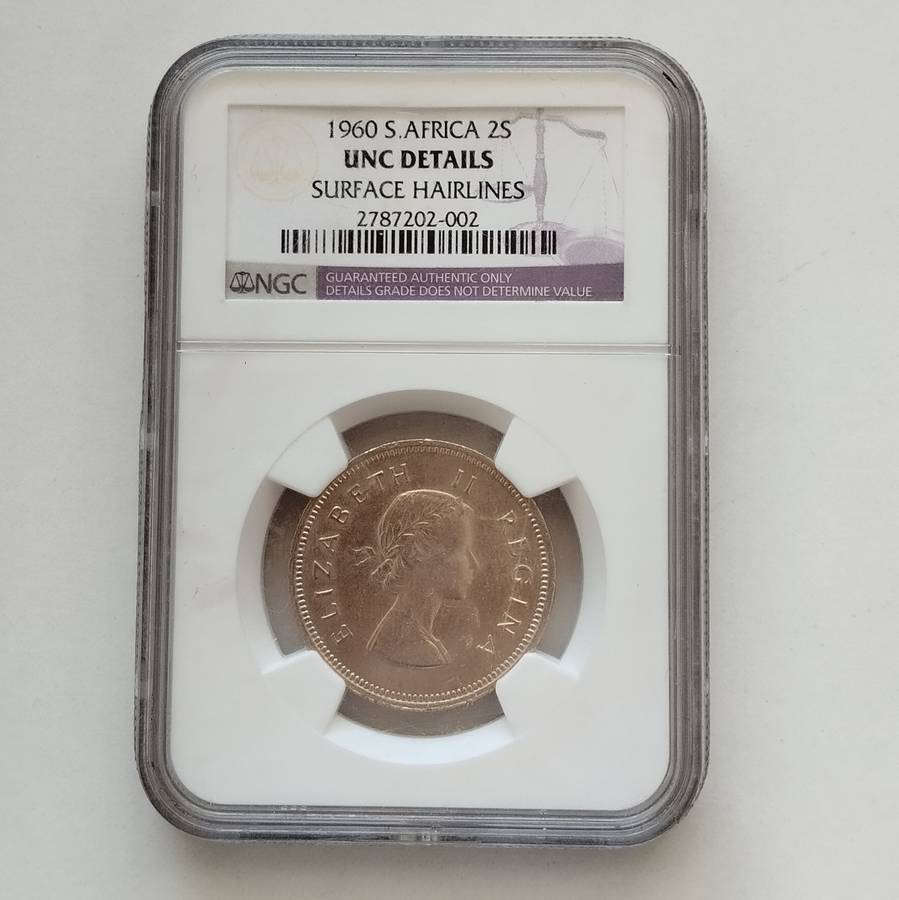 1960 S.AFRICA 2S
UNC DETAILS
SURFACE HAIRLINES
2787202-002
NGC
GUARANTEED AUTHENTIC ONLY
DETAILS GRADE DOES NOT DETERMINE VALUE
ELIZABETH II REGINA